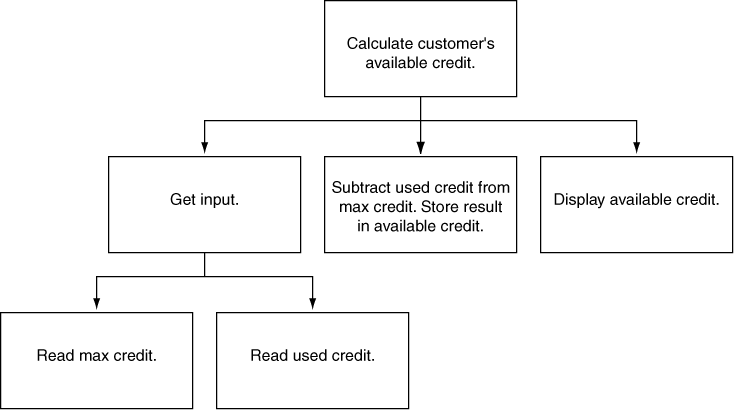 Calculate customer's
available credit.
Get input.
Subtract used credit from
max credit. Store result
in available credit.
Display available credit.
Read max credit.
Read used credit.